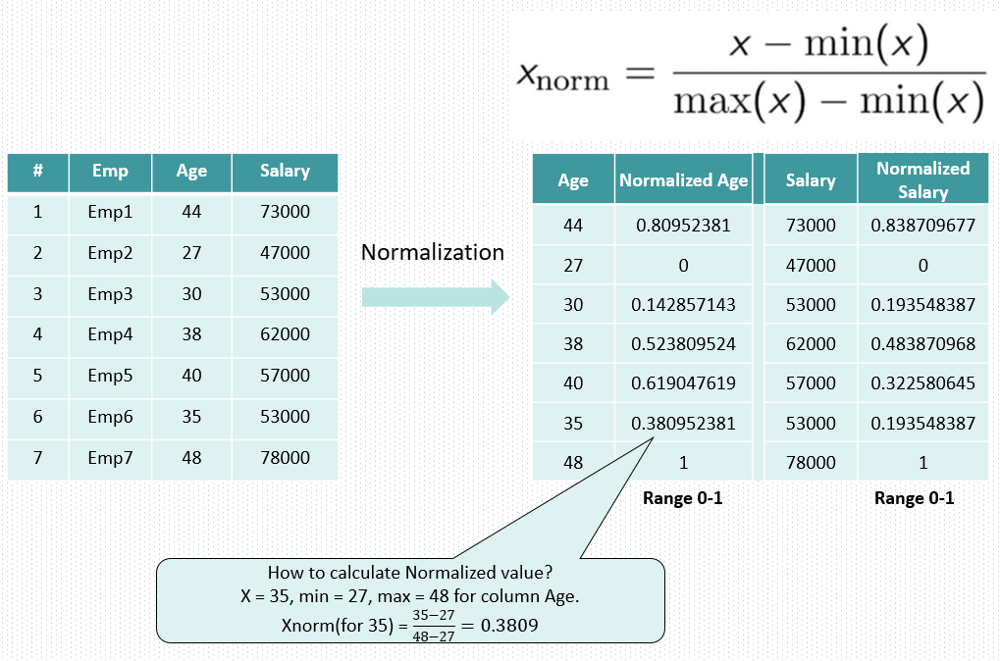 xnorm = x − min(x) / max(x) − min(x)
# Emp Age Salary
1 Emp1 44 73000
2 Emp2 27 47000
3 Emp3 30 53000
4 Emp4 38 62000
5 Emp5 40 57000
6 Emp6 35 53000
7 Emp7 48 78000
Normalization
Age Normalized Age Salary Normalized Salary
44 0.80952381 73000 0.838709677
27 0 47000 0
30 0.142857143 53000 0.193548387
38 0.523809524 62000 0.483870968
40 0.619047619 57000 0.322580645
35 0.380952381 53000 0.193548387
48 1 78000 1
Range 0-1 Range 0-1
How to calculate Normalized value?
X = 35, min = 27, max = 48 for column Age.
Xnorm(for 35) = 35−27 / 48−27 = 0.3809